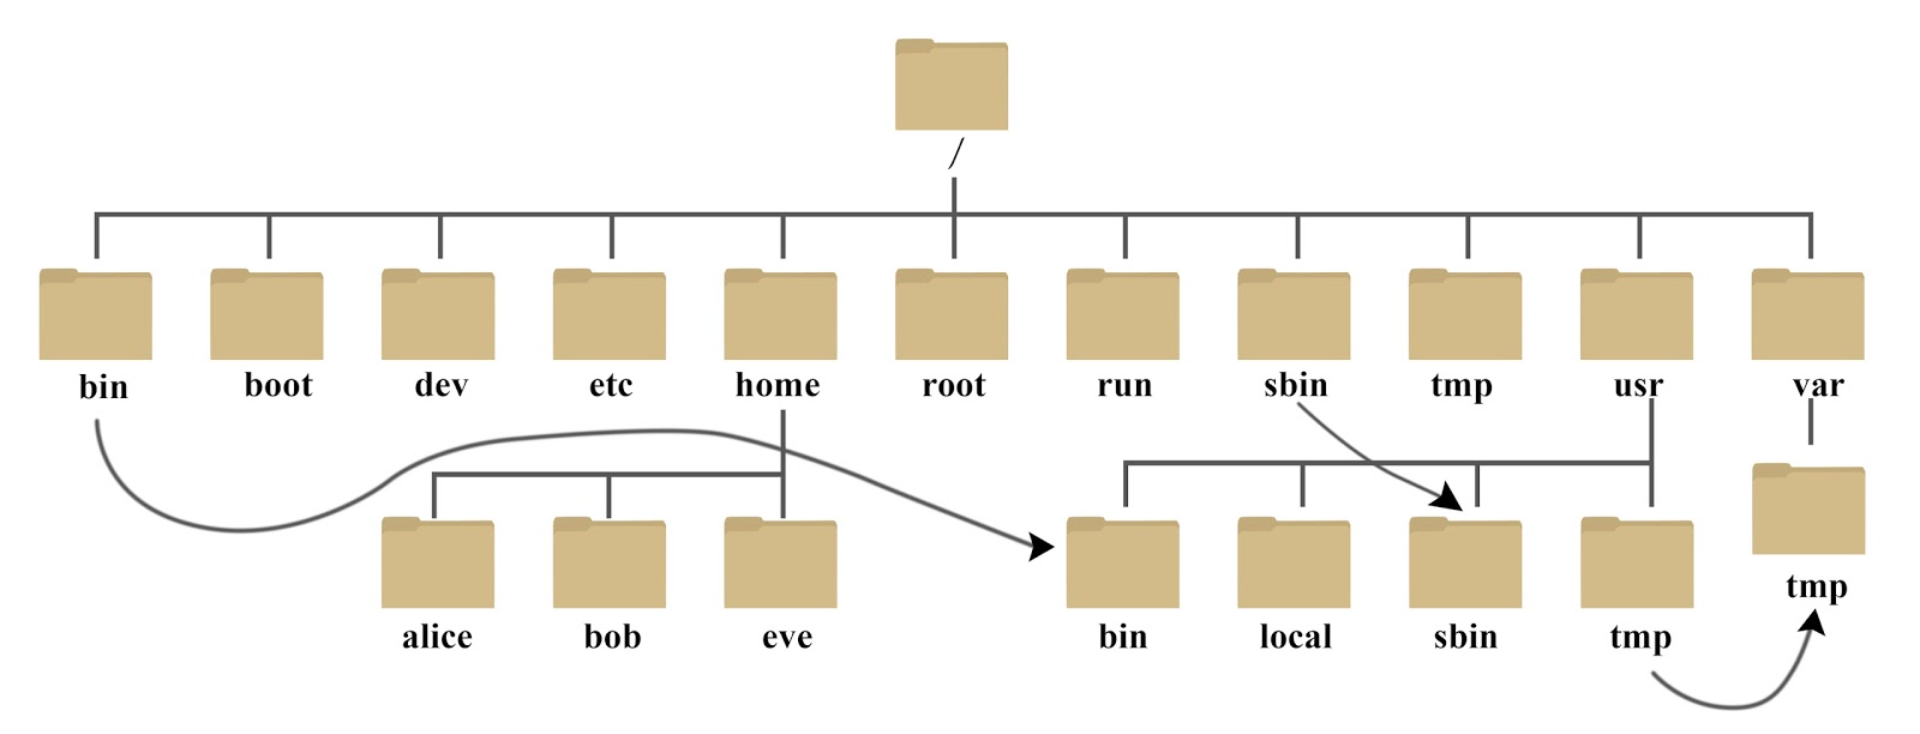 /
bin boot dev etc home root run sbin tmp usr var
tmp
alice bob eve bin local sbin tmp